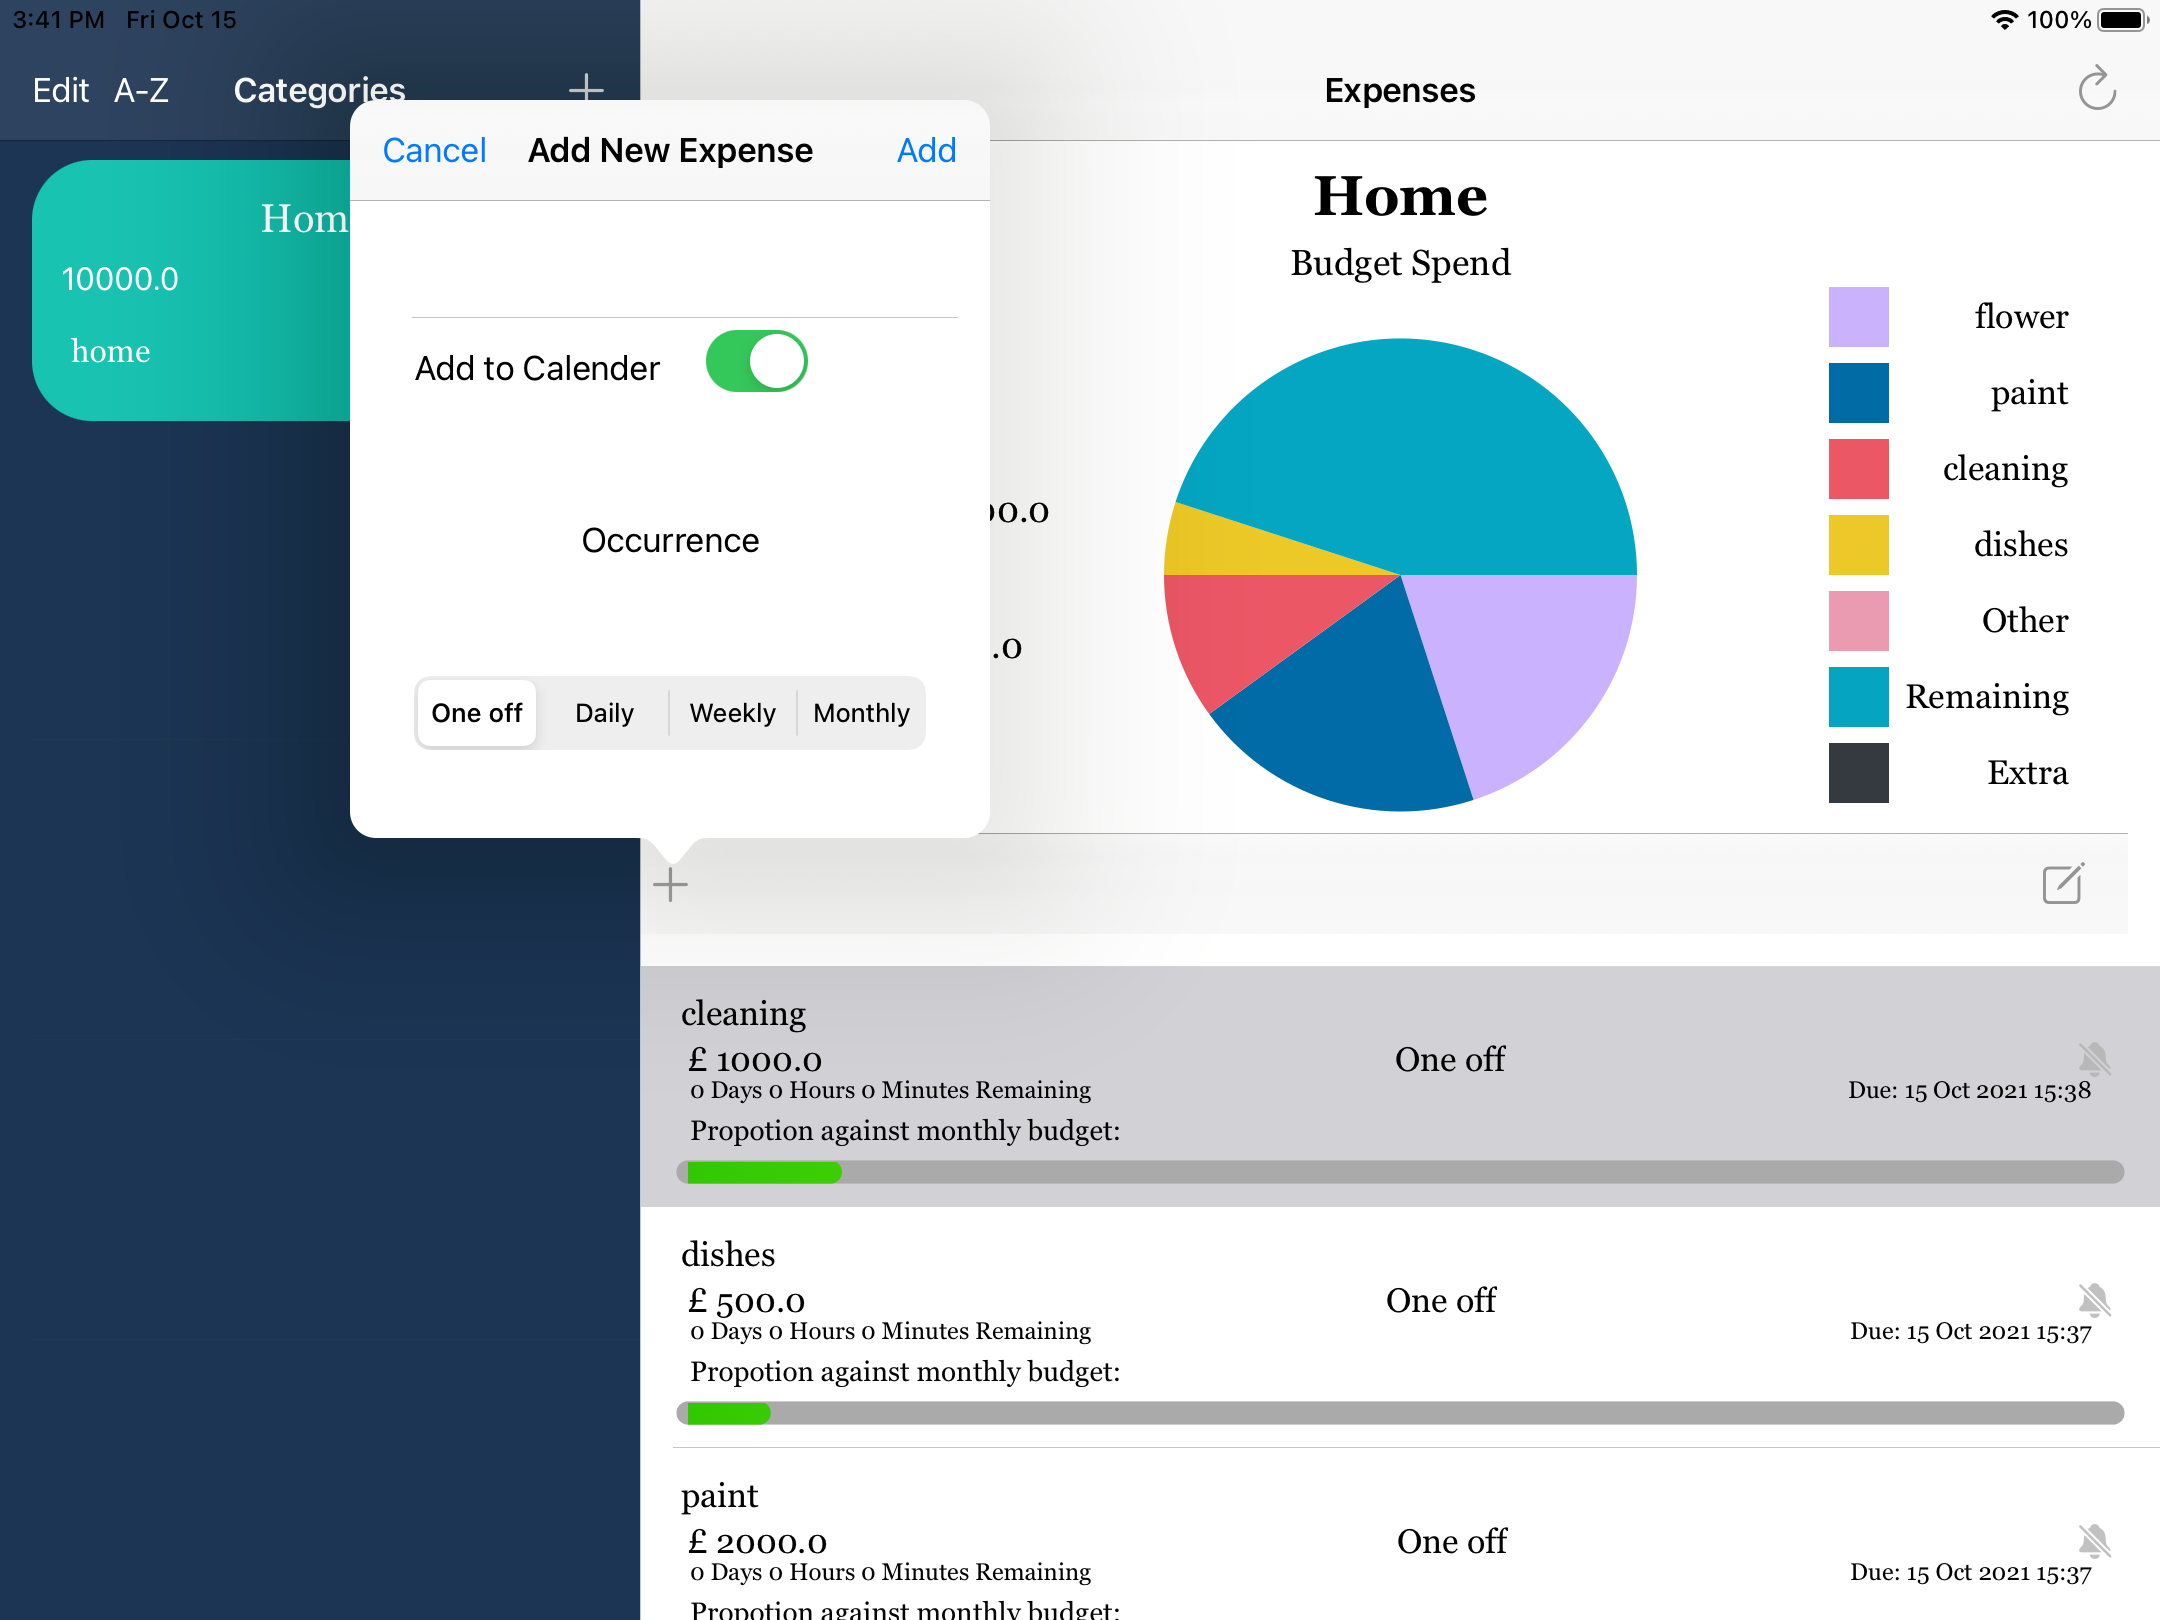 3:41 PM Fri Oct 15
100%
Edit A-Z Categories
Expenses
Cancel Add New Expense Add
10000.0
home
Add to Calender
Occurrence
One off Daily Weekly Monthly
Home
Budget Spend
flower
paint
cleaning
dishes
Other
Remaining
Extra
cleaning
£ 1000.0 One off
0 Days 0 Hours 0 Minutes Remaining Due: 15 Oct 2021 15:38
Propotion against monthly budget:
dishes
£ 500.0 One off
0 Days 0 Hours 0 Minutes Remaining Due: 15 Oct 2021 15:37
Propotion against monthly budget:
paint
£ 2000.0 One off
0 Days 0 Hours 0 Minutes Remaining Due: 15 Oct 2021 15:37
Propotion against monthly budget: